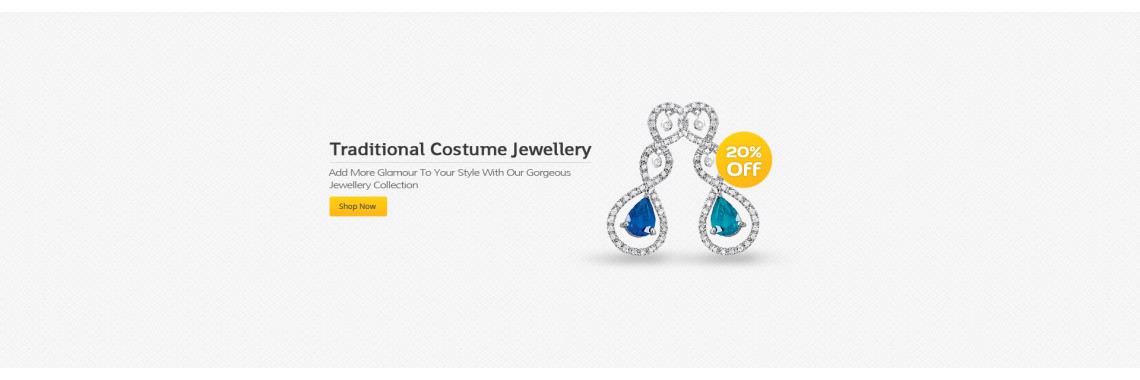 Traditional Costume Jewellery
Add More Glamour To Your Style With Our Gorgeous
Jewellery Collection
Shop Now
20%
OFF